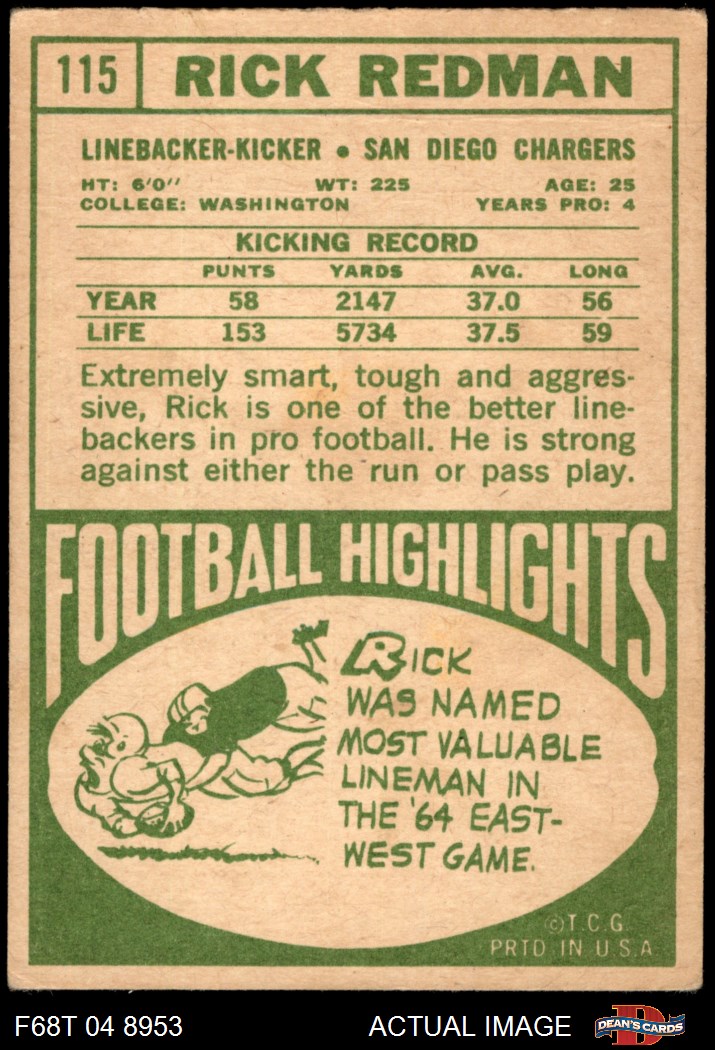 115 RICK REDMAN
LINEBACKER-KICKER • SAN DIEGO CHARGERS
HT: 6'0" WT: 225 AGE: 25
COLLEGE: WASHINGTON YEARS PRO: 4
KICKING RECORD
PUNTS YARDS AVG. LONG
YEAR 58 2147 37.0 56
LIFE 153 5734 37.5 59
Extremely smart, tough and aggres-
sive, Rick is one of the better line-
backers in pro football. He is strong
against either the run or pass play.
FOOTBALL HIGHLIGHTS
RICK
WAS NAMED
MOST VALUABLE
LINEMAN IN
THE '64 EAST-
WEST GAME.
©T.C.G.
PRTD IN U.S.A
F68T 04 8953 ACTUAL IMAGE D DEAN'S CARDS